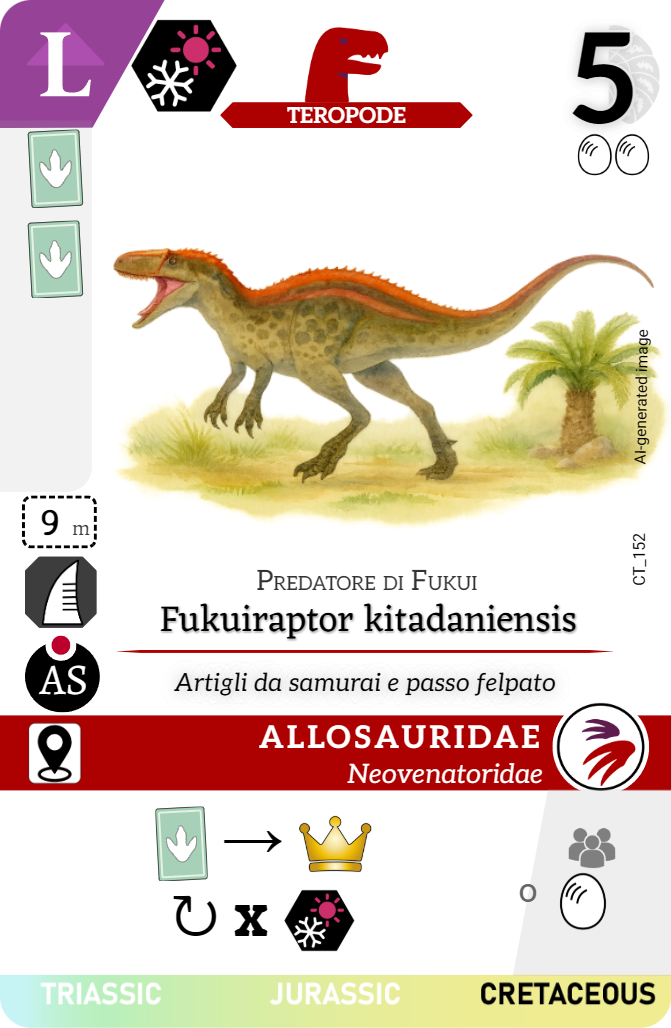 L
TEROPODE
5
AI-generated image
CT_152
9 m
PREDATORE DI FUKUI
Fukuiraptor kitadaniensis
AS
Artigli da samurai e passo felpato
ALLOSAURIDAE
Neovenatoridae
x
o
TRIASSIC JURASSIC CRETACEOUS